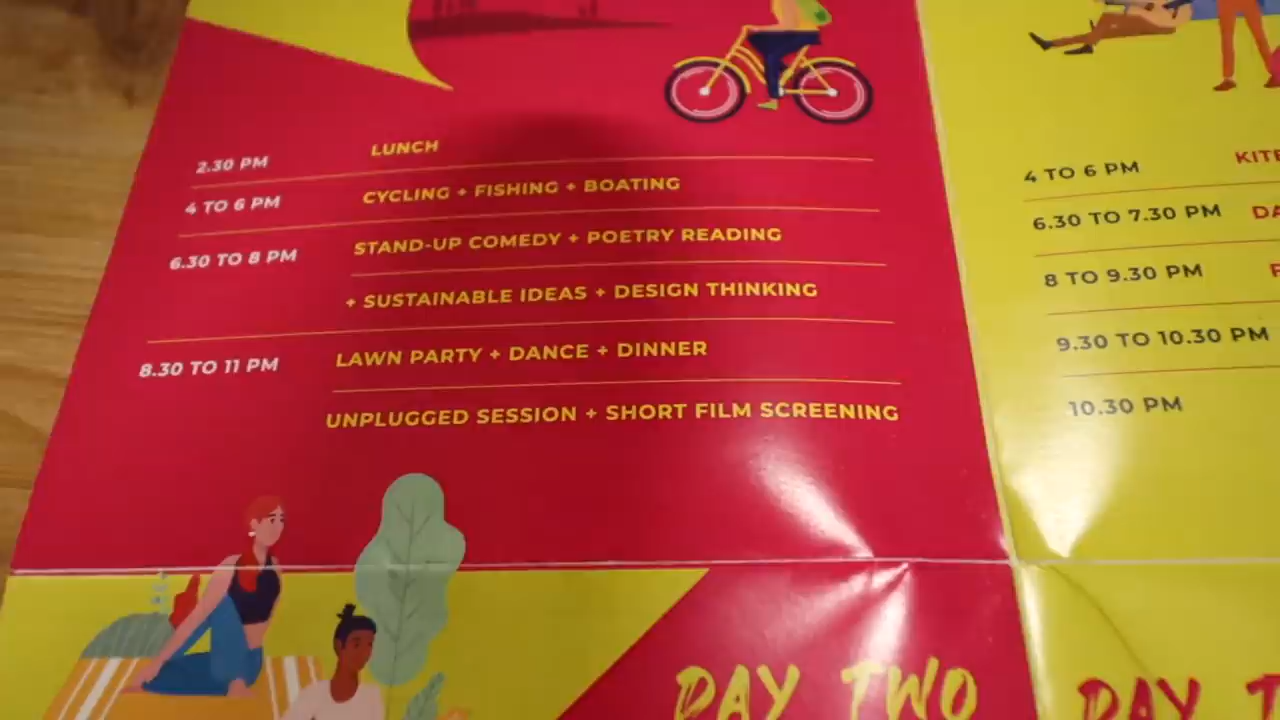 2.30 PM LUNCH
4 TO 6 PM CYCLING + FISHING + BOATING
6.30 TO 8 PM STAND-UP COMEDY + POETRY READING
+ SUSTAINABLE IDEAS + DESIGN THINKING
8.30 TO 11 PM LAWN PARTY + DANCE + DINNER
UNPLUGGED SESSION + SHORT FILM SCREENING
4 TO 6 PM
6.30 TO 7.30 PM
8 TO 9.30 PM
9.30 TO 10.30 PM
10.30 PM
DAY TWO
DAY